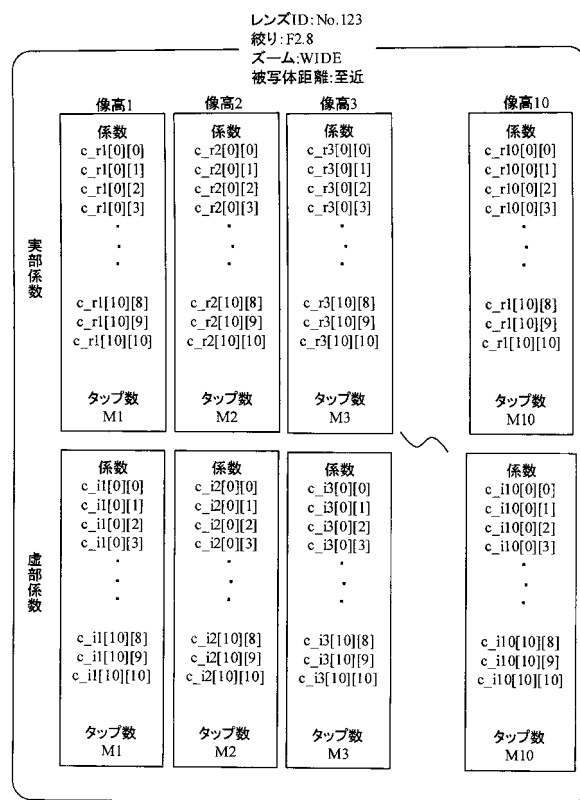 レンズID:No.123
絞り:F2.8
ズーム:WIDE
被写体距離:至近
像高1
像高2
像高3
像高10
実部係数
係数
c_r1[0][0]
c_r1[0][1]
c_r1[0][2]
c_r1[0][3]
c_r1[10][8]
c_r1[10][9]
c_r1[10][10]
タップ数
M1
係数
c_r2[0][0]
c_r2[0][1]
c_r2[0][2]
c_r2[0][3]
c_r2[10][8]
c_r2[10][9]
c_r2[10][10]
タップ数
M2
係数
c_r3[0][0]
c_r3[0][1]
c_r3[0][2]
c_r3[0][3]
c_r3[10][8]
c_r3[10][9]
c_r3[10][10]
タップ数
M3
係数
c_r10[0][0]
c_r10[0][1]
c_r10[0][2]
c_r10[0][3]
c_r1[10][8]
c_r1[10][9]
c_r1[10][10]
タップ数
M10
虚部係数
係数
c_i1[0][0]
c_i1[0][1]
c_i1[0][2]
c_i1[0][3]
c_i1[10][8]
c_i1[10][9]
c_i1[10][10]
タップ数
M1
係数
c_i2[0][0]
c_i2[0][1]
c_i2[0][2]
c_i2[0][3]
c_i2[10][8]
c_i2[10][9]
c_i2[10][10]
タップ数
M2
係数
c_i3[0][0]
c_i3[0][1]
c_i3[0][2]
c_i3[0][3]
c_i3[10][8]
c_i3[10][9]
c_i3[10][10]
タップ数
M3
係数
c_i10[0][0]
c_i10[0][1]
c_i10[0][2]
c_i10[0][3]
c_i10[10][8]
c_i10[10][9]
c_i10[10][10]
タップ数
M10